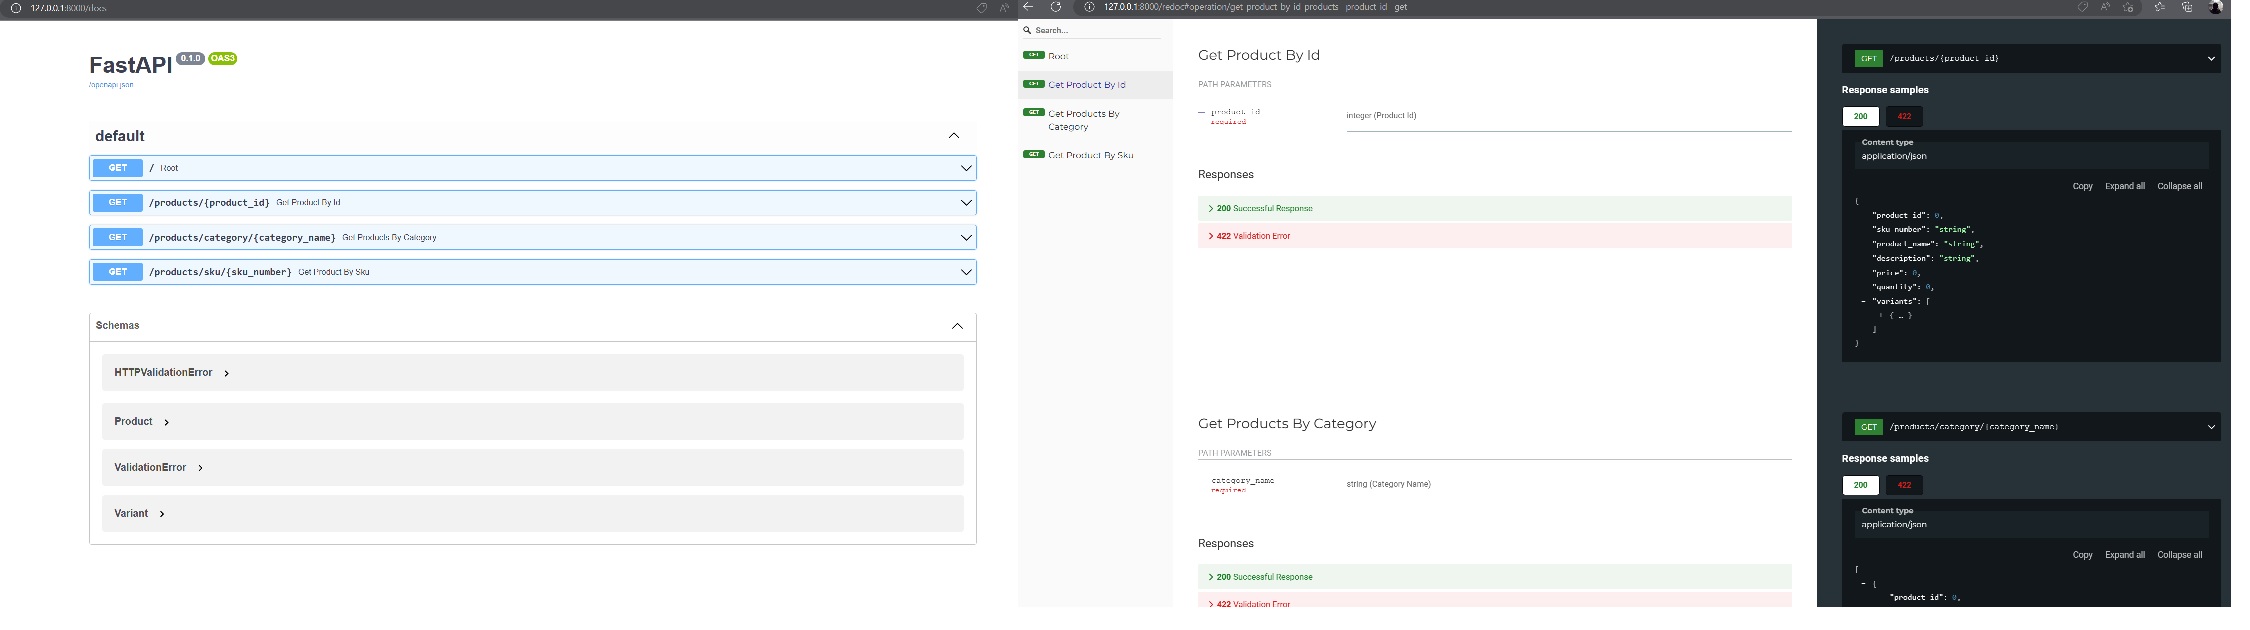 127.0.0.1:8000/docs
FastAPI 0.1.0 OAS3
/openapi.json
default
GET / Root
GET /products/{product_id} Get Product By Id
GET /products/category/{category_name} Get Products By Category
GET /products/sku/{sku_number} Get Product By Sku
Schemas
HTTPValidationError
Product
ValidationError
Variant
127.0.0.1:8000/redoc#operation/get_product_by_id_products__product_id__get
Search...
GET Root
GET Get Product By Id
GET Get Products By
Category
GET Get Product By Sku
Get Product By Id
PATH PARAMETERS
product_id
required
integer (Product Id)
Responses
200 Successful Response
422 Validation Error
Get Products By Category
PATH PARAMETERS
category_name
required
string (Category Name)
Responses
200 Successful Response
422 Validation Error
GET /products/{product_id}
Response samples
200 422
Content type
application/json
Copy Expand all Collapse all
{
"product_id": 0,
"sku_number": "string",
"product_name": "string",
"description": "string",
"price": 0,
"quantity": 0,
- "variants": [
+ { … }
]
}
GET /products/category/{category_name}
Response samples
200 422
Content type
application/json
Copy Expand all Collapse all
[
- {
"product_id": 0,